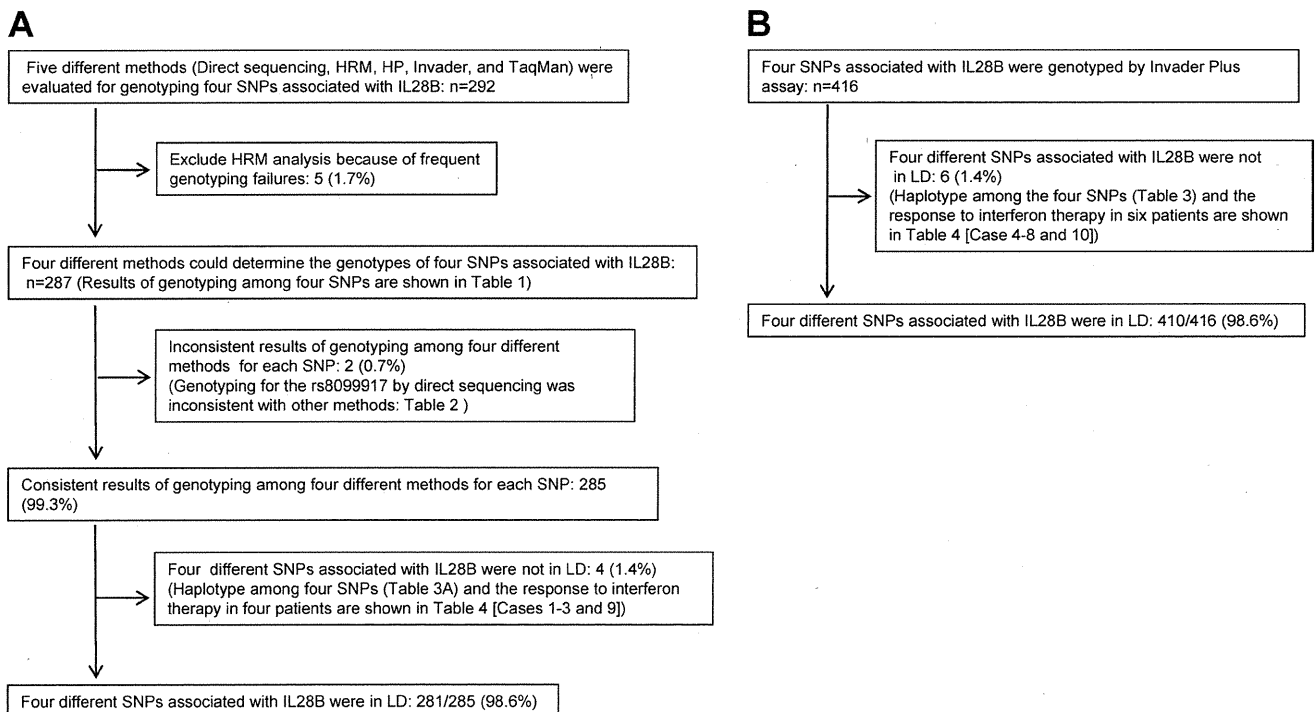 A
Five different methods (Direct sequencing, HRM, HP, Invader, and TaqMan) were
evaluated for genotyping four SNPs associated with IL28B: n=292
Exclude HRM analysis because of frequent
genotyping failures: 5 (1.7%)
Four different methods could determine the genotypes of four SNPs associated with IL28B:
n=287 (Results of genotyping among four SNPs are shown in Table 1)
Inconsistent results of genotyping among four different
methods for each SNP: 2 (0.7%)
(Genotyping for the rs8099917 by direct sequencing was
inconsistent with other methods: Table 2 )
Consistent results of genotyping among four different methods for each SNP: 285
(99.3%)
Four different SNPs associated with IL28B were not in LD: 4 (1.4%)
(Haplotype among four SNPs (Table 3A) and the response to interferon
therapy in four patients are shown in Table 4 [Cases 1-3 and 9])
Four different SNPs associated with IL28B were in LD: 281/285 (98.6%)
B
Four SNPs associated with IL28B were genotyped by Invader Plus
assay: n=416
Four different SNPs associated with IL28B were not
in LD: 6 (1.4%)
(Haplotype among the four SNPs (Table 3) and the
response to interferon therapy in six patients are shown
in Table 4 [Case 4-8 and 10])
Four different SNPs associated with IL28B were in LD: 410/416 (98.6%)